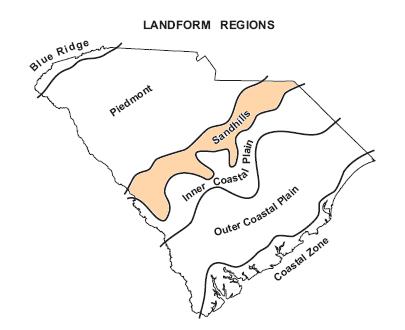 LANDFORM REGIONS
Blue Ridge
Piedmont
Sandhills
Inner Coastal Plain
Outer Coastal Plain
Coastal Zone